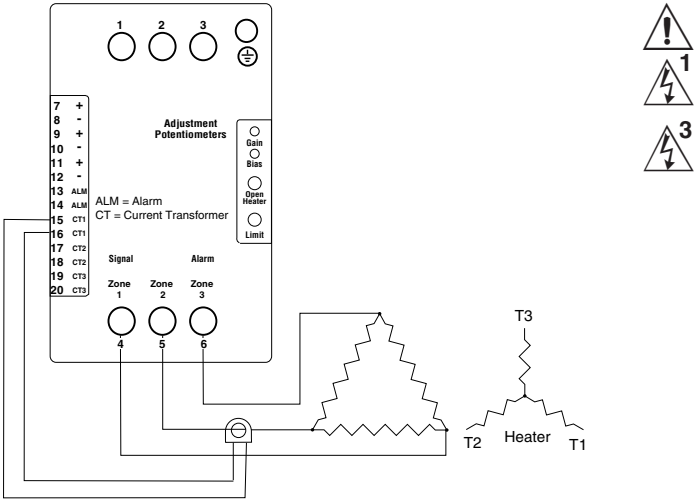 1 2 3
1
3
Adjustment
Potentiometers
Gain
Bias
Open
Heater
Limit
7 +
8 -
9 +
10 -
11 +
12 -
13 ALM
14 ALM
15 CT1
16 CT1
17 CT2
18 CT2
19 CT3
20 CT3
ALM = Alarm
CT = Current Transformer
Signal Alarm
Zone Zone Zone
1 2 3
4 5 6
T3
T2 Heater T1